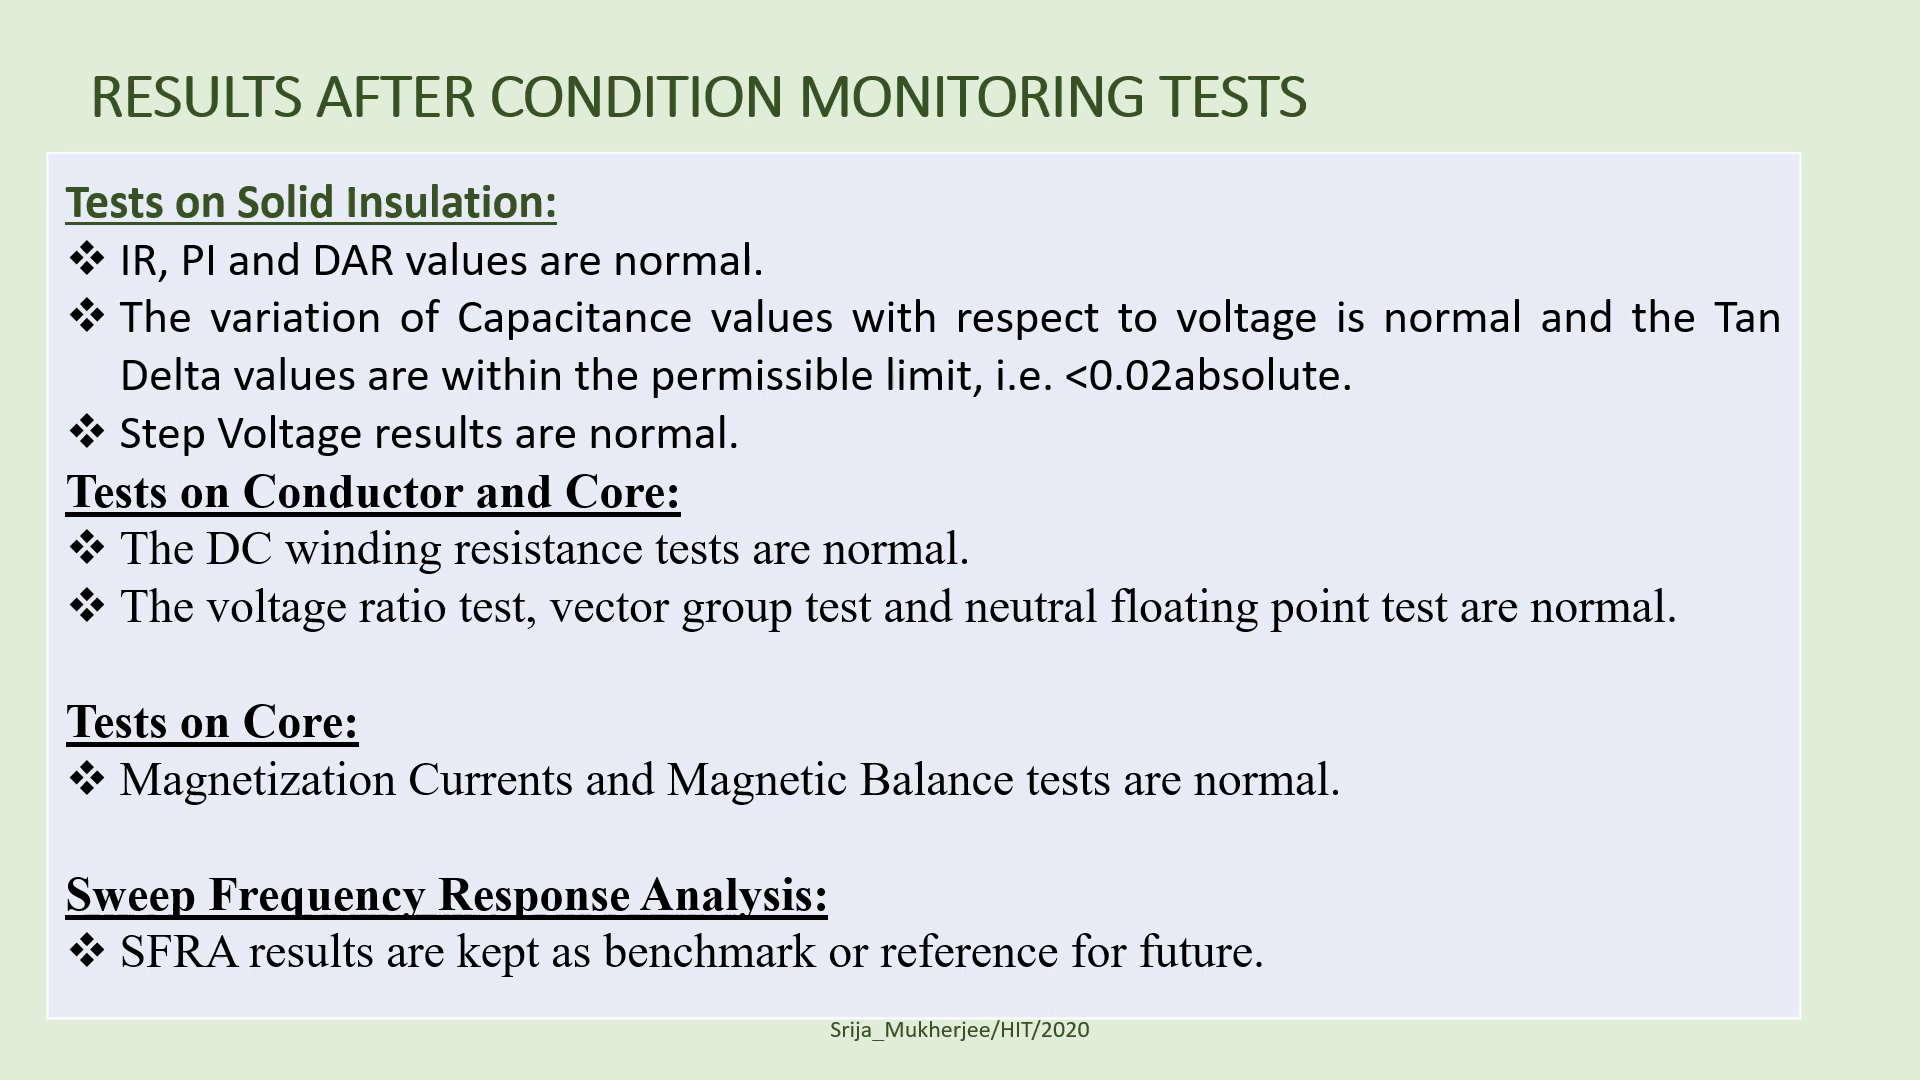 RESULTS AFTER CONDITION MONITORING TESTS
Tests on Solid Insulation:
❖ IR, PI and DAR values are normal.
❖ The variation of Capacitance values with respect to voltage is normal and the Tan
Delta values are within the permissible limit, i.e. <0.02absolute.
❖ Step Voltage results are normal.
Tests on Conductor and Core:
❖ The DC winding resistance tests are normal.
❖ The voltage ratio test, vector group test and neutral floating point test are normal.
Tests on Core:
❖ Magnetization Currents and Magnetic Balance tests are normal.
Sweep Frequency Response Analysis:
❖ SFRA results are kept as benchmark or reference for future.
Srija_Mukherjee/HIT/2020